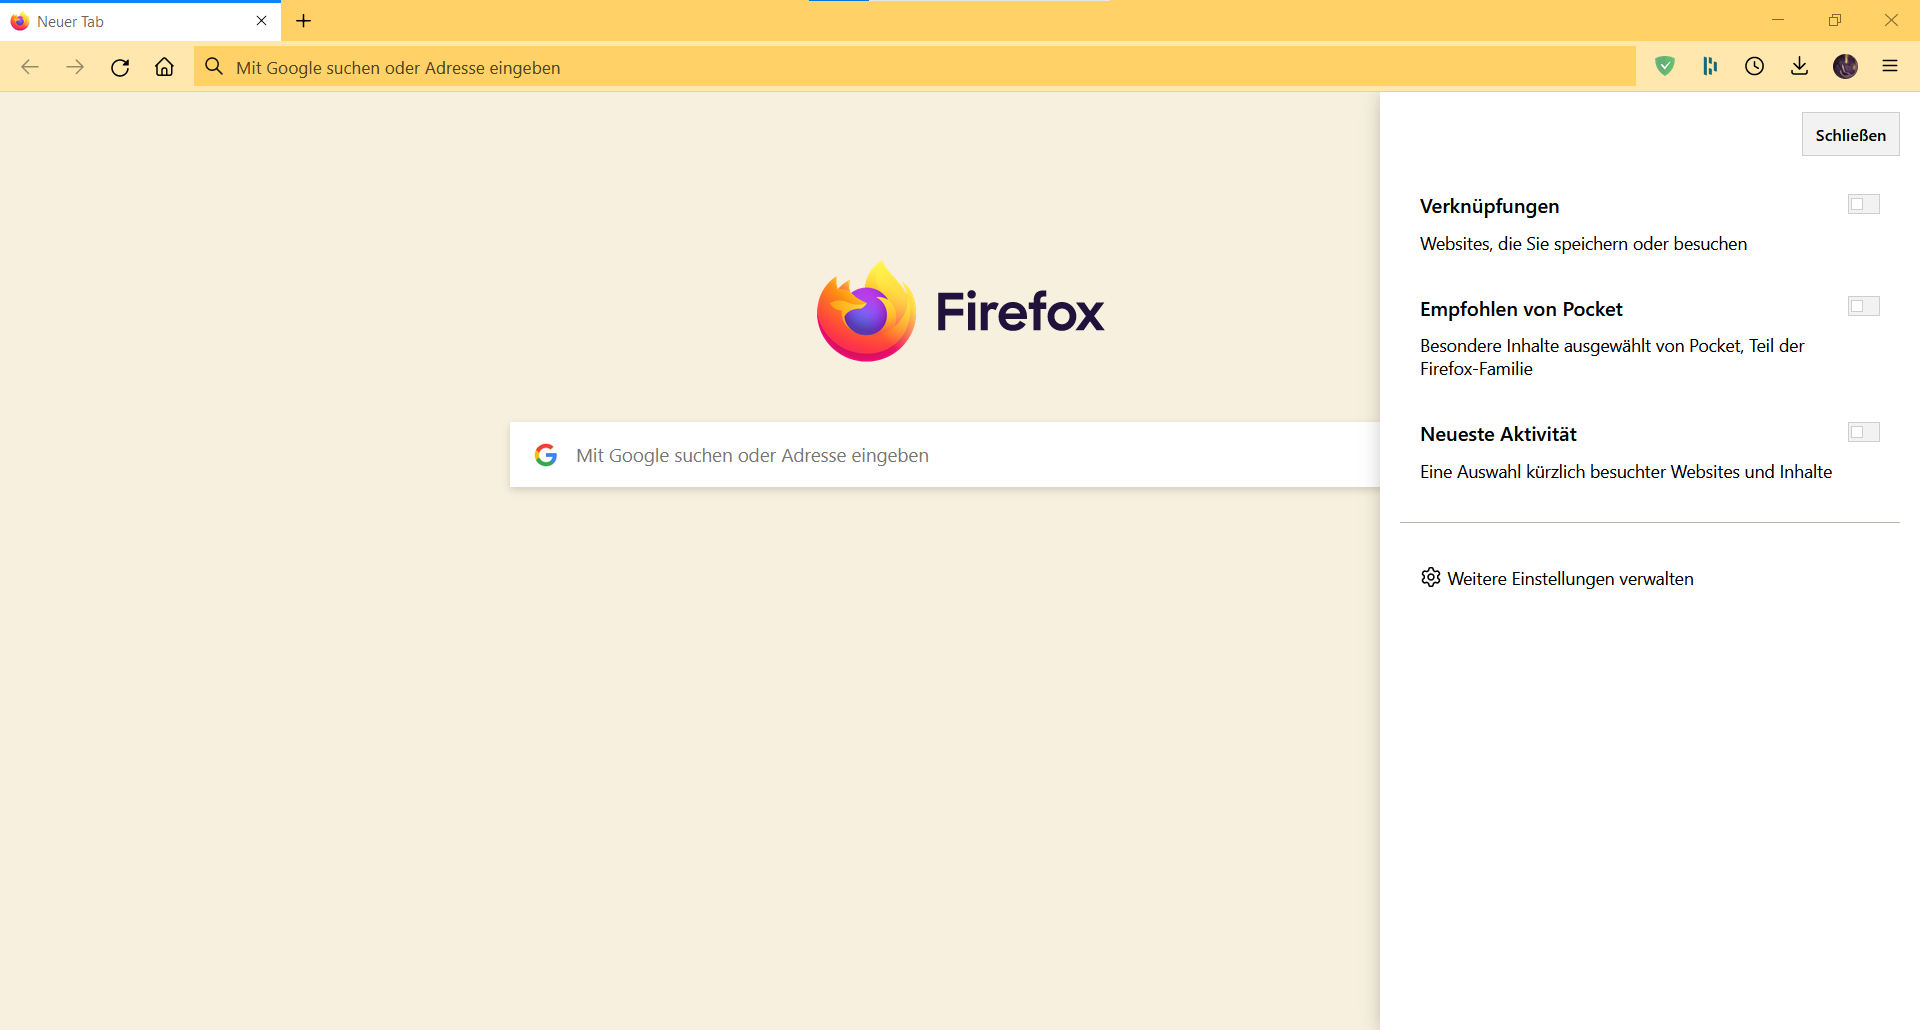 Neuer Tab
Mit Google suchen oder Adresse eingeben
Schließen
Firefox
Mit Google suchen oder Adresse eingeben
Verknüpfungen
Websites, die Sie speichern oder besuchen
Empfohlen von Pocket
Besondere Inhalte ausgewählt von Pocket, Teil der
Firefox-Familie
Neueste Aktivität
Eine Auswahl kürzlich besuchter Websites und Inhalte
Weitere Einstellungen verwalten